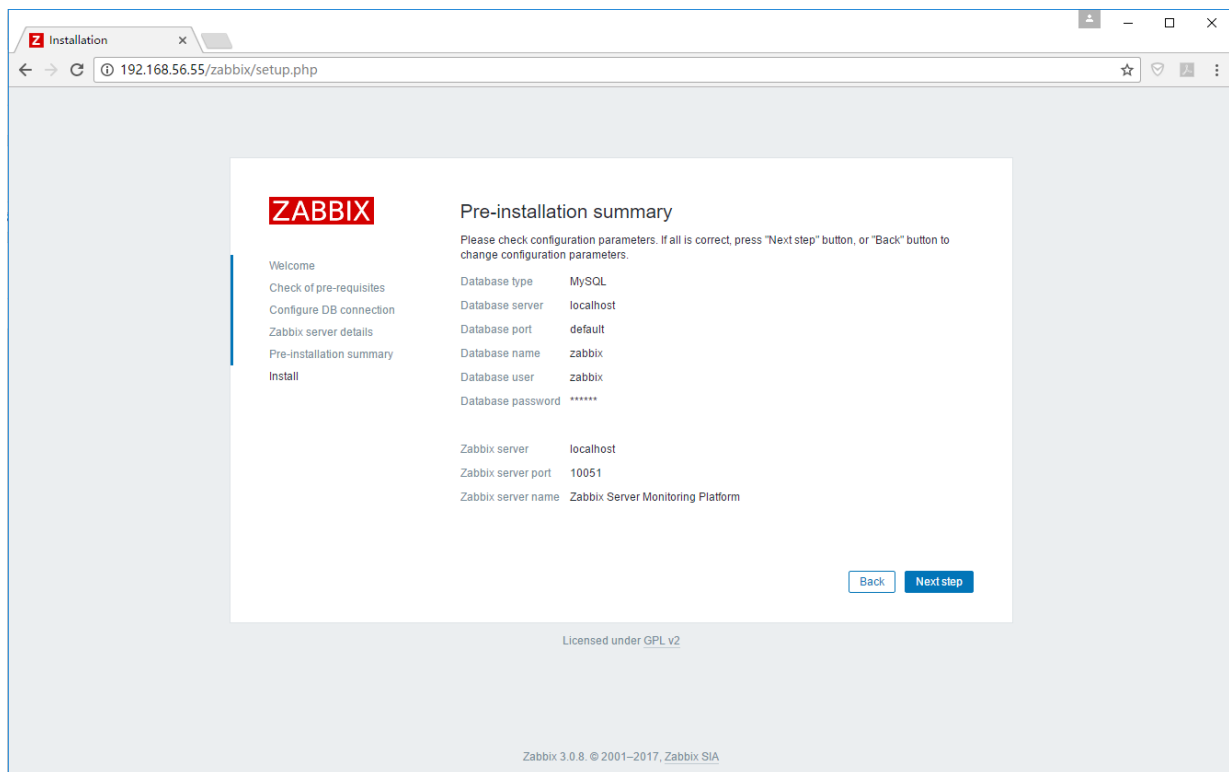 Z Installation
192.168.56.55/zabbix/setup.php
ZABBIX
Welcome
Check of pre-requisites
Configure DB connection
Zabbix server details
Pre-installation summary
Install
Pre-installation summary
Please check configuration parameters. If all is correct, press "Next step" button, or "Back" button to
change configuration parameters.
Database type MySQL
Database server localhost
Database port default
Database name zabbix
Database user zabbix
Database password ******
Zabbix server localhost
Zabbix server port 10051
Zabbix server name Zabbix Server Monitoring Platform
Back Next step
Licensed under GPL v2
Zabbix 3.0.8. © 2001–2017, Zabbix SIA